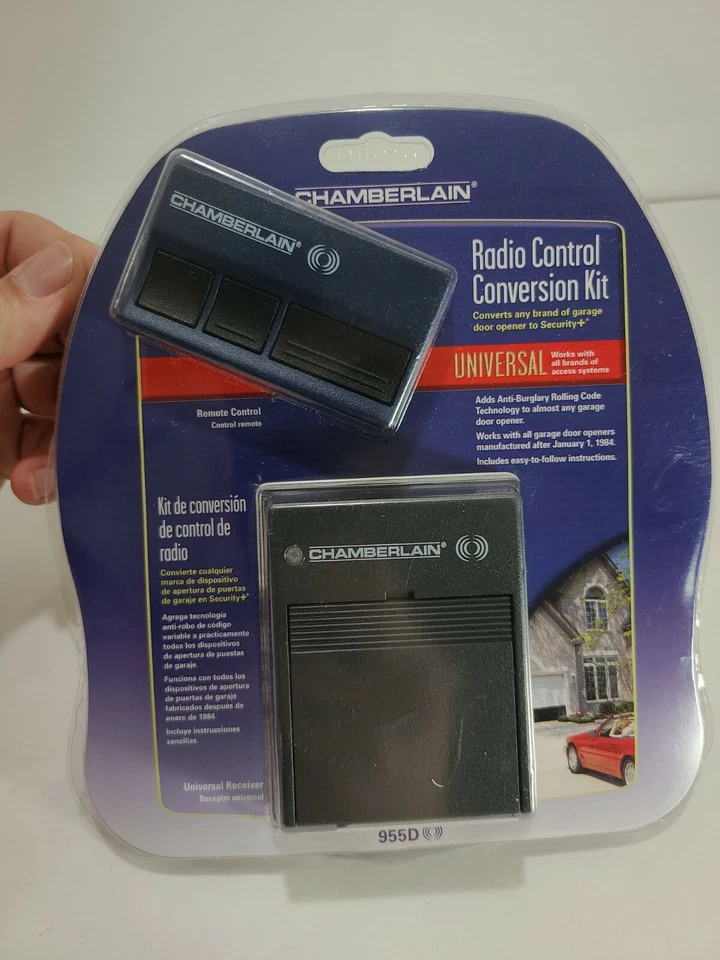 CHAMBERLAIN®
CHAMBERLAIN®
Radio Control
Conversion Kit
Converts any brand of garage
door opener to Security+®
UNIVERSAL
Works with
all brands of
access systems
Remote Control
Control remoto
Adds Anti-Burglary Rolling Code
Technology to almost any garage
door opener.
Works with all garage door openers
manufactured after January 1, 1984.
Includes easy-to-follow instructions.
Kit de conversión
de control de
radio
Convierte cualquier
marca de dispositivo
de apertura de puertas
de garaje en Security+®
Agrega tecnología
anti-robo de código
variable a prácticamente
todos los dispositivos
de apertura de puestas
de garaje.
Funciona con todos los
dispositivos de apertura
de puertas de garaje
fabricados después de
enero de 1984.
Incluye instrucciones
sencillas.
CHAMBERLAIN®
Universal Receiver
Receptor universal
955D